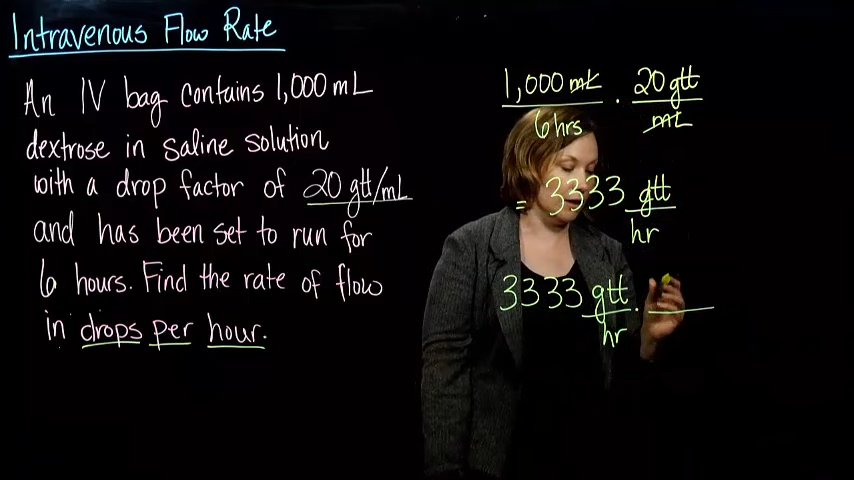 Intravenous Flow Rate
An IV bag contains 1,000 mL
dextrose in saline solution
with a drop factor of 20 gtt/mL
and has been set to run for
6 hours. Find the rate of flow
in drops per hour.
1,000 mL · 20 gtt
6 hrs mL
= 3333 gtt
hr
3333 gtt ·
hr